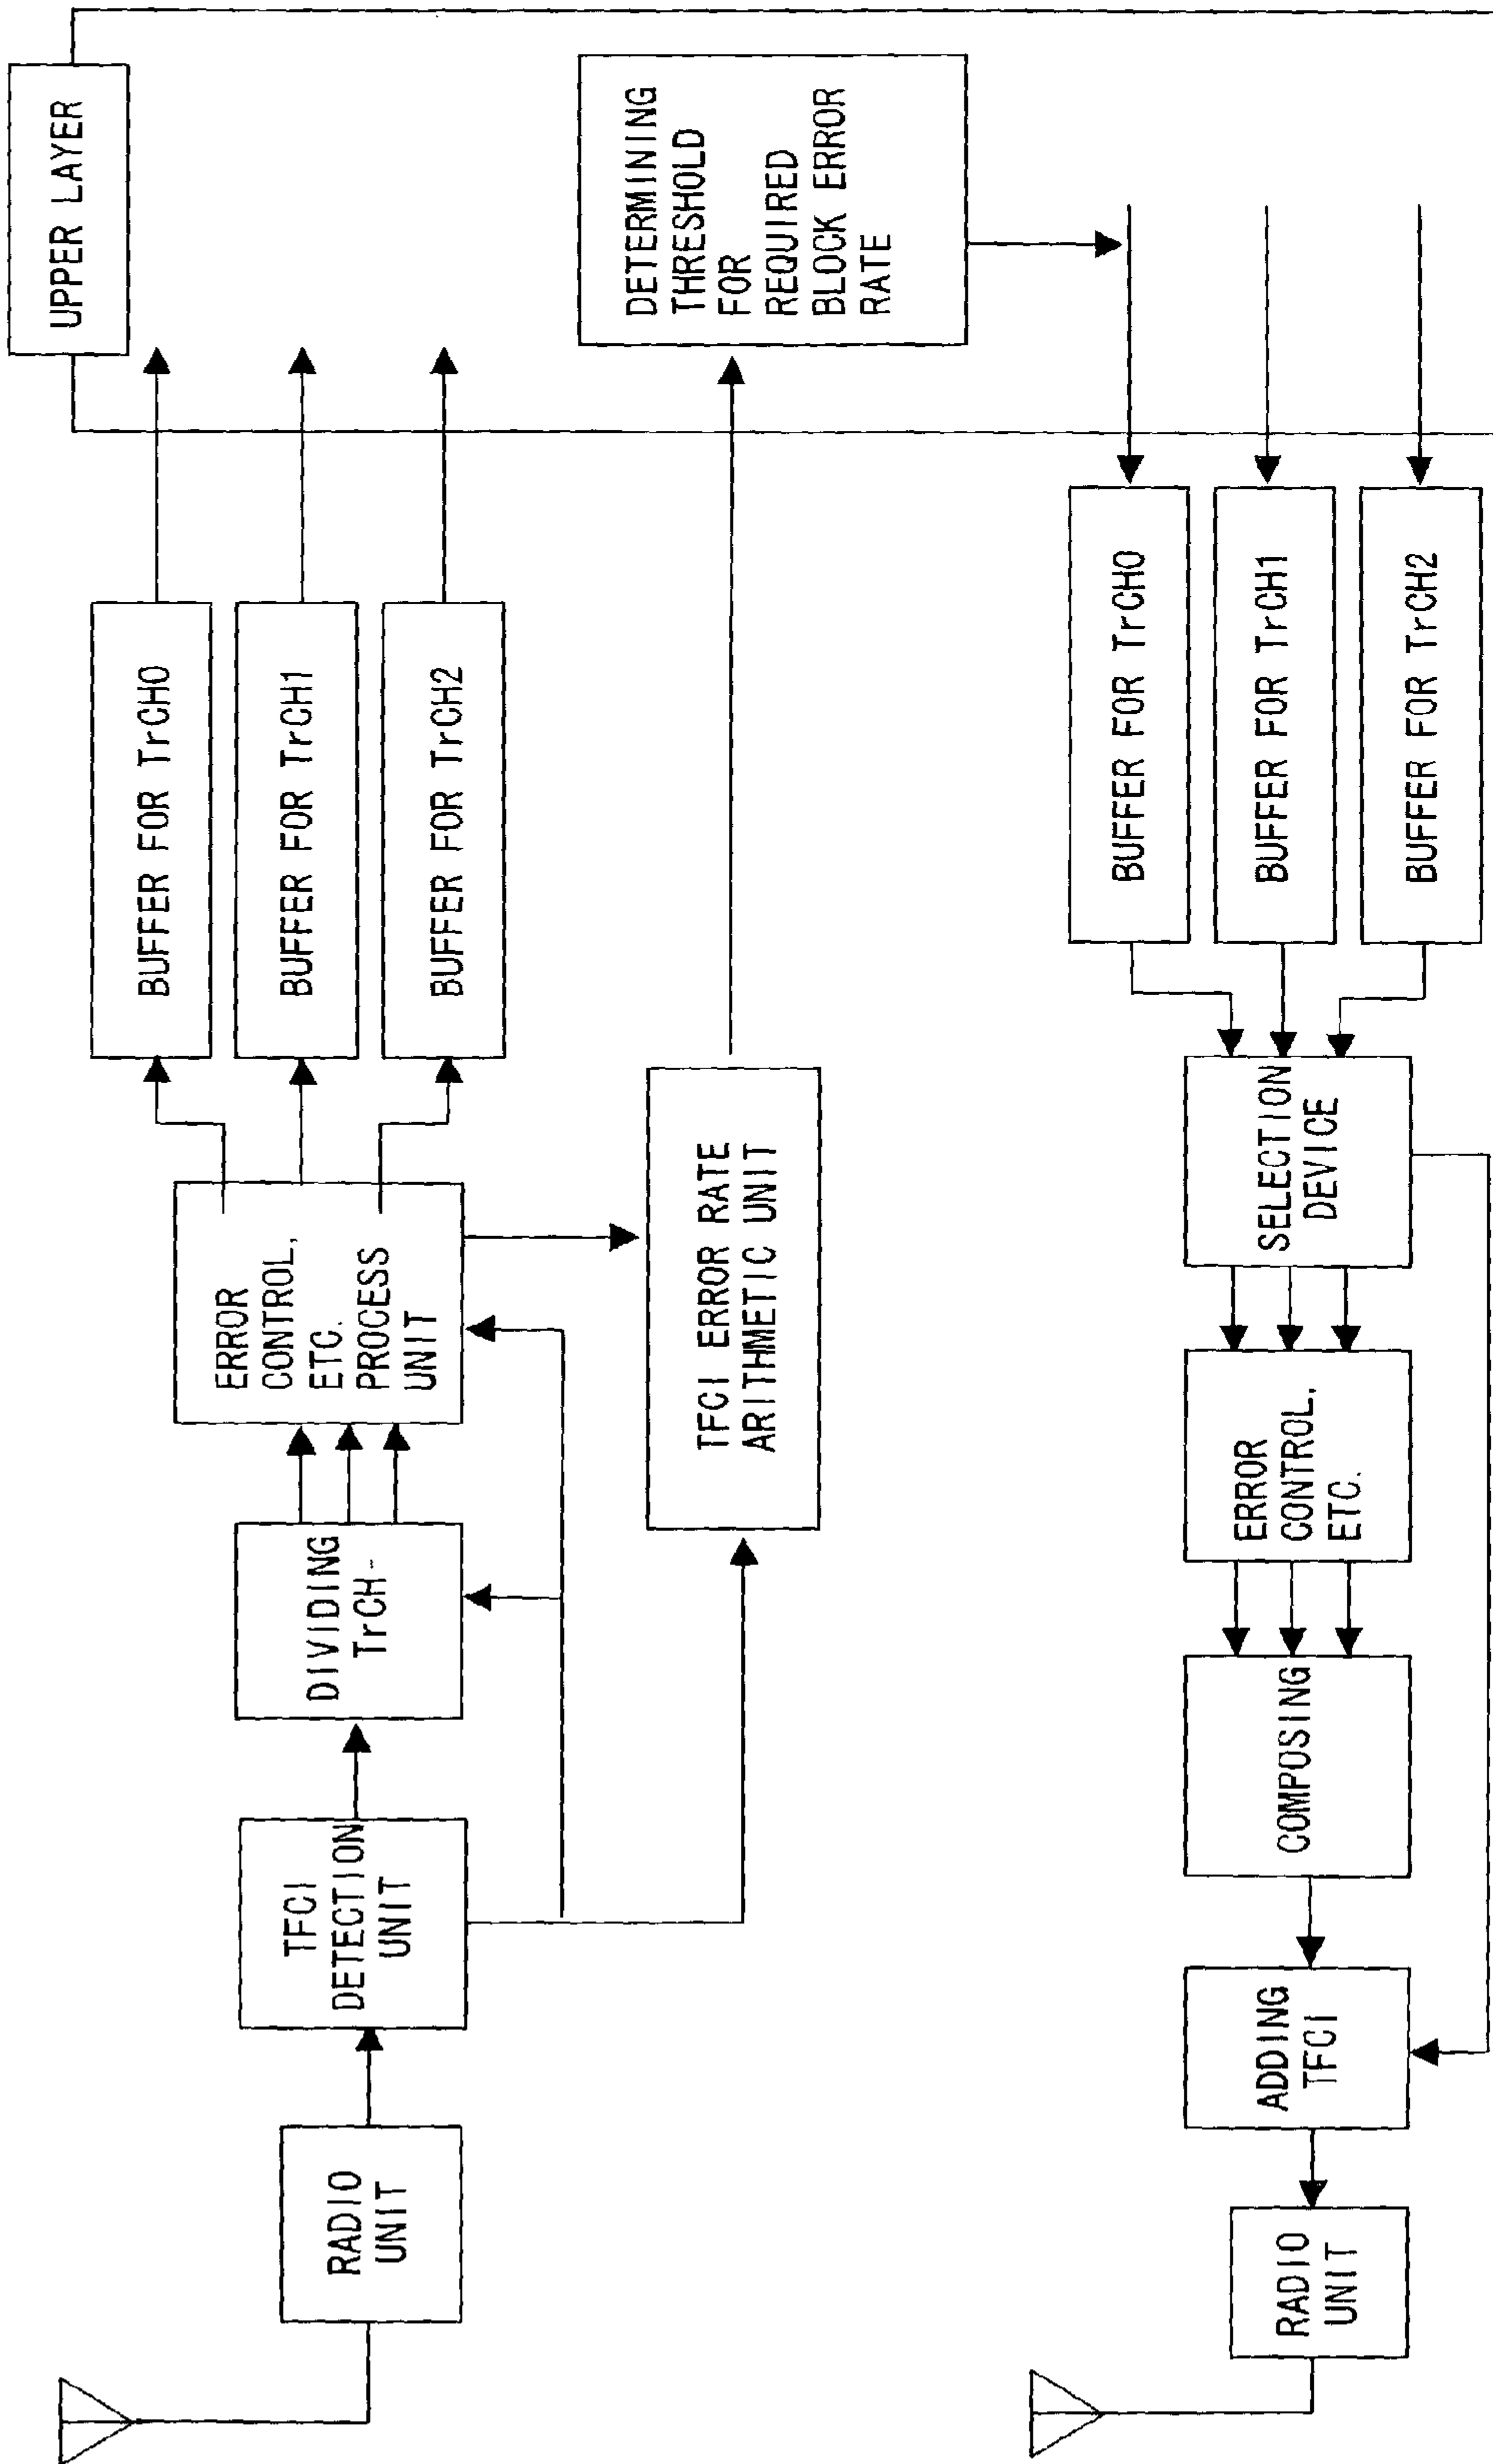 UPPER LAYER
BUFFER FOR TrCH0
BUFFER FOR TrCH1
BUFFER FOR TrCH2
ERROR
CONTROL,
ETC.
PROCESS
UNIT
DIVIDING
TrCH-
TFCI
DETECTION
UNIT
RADIO
UNIT
TFCI ERROR RATE
ARITHMETIC UNIT
DETERMINING
THRESHOLD
FOR
REQUIRED
BLOCK ERROR
RATE
BUFFER FOR TrCH0
BUFFER FOR TrCH1
BUFFER FOR TrCH2
SELECTION
DEVICE
ERROR
CONTROL,
ETC.
COMPOSING
ADDING
TFCI
RADIO
UNIT